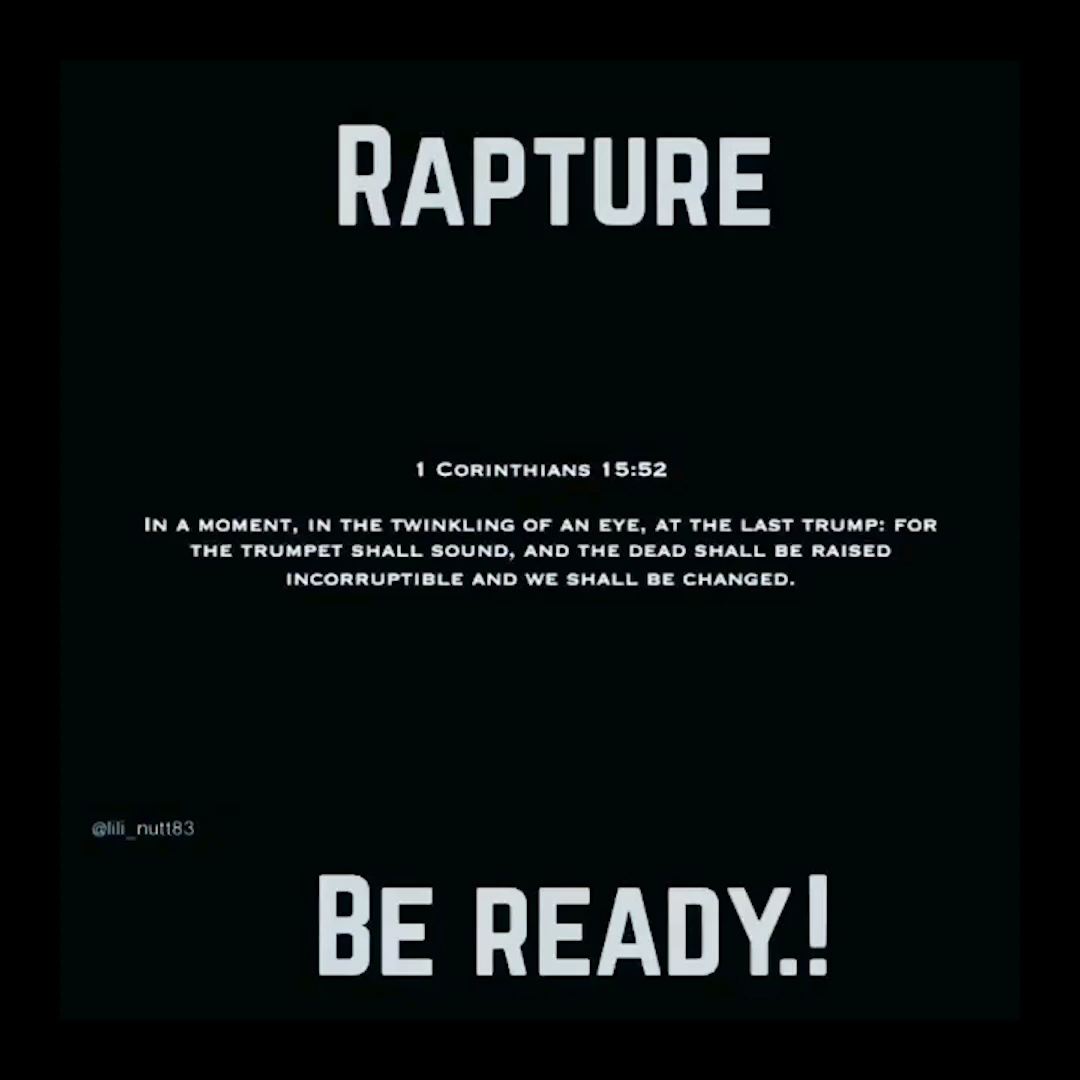 Rapture
1 Corinthians 15:52
In a moment, in the twinkling of an eye, at the last trump: for
the trumpet shall sound, and the dead shall be raised
incorruptible and we shall be changed.
@lili_nutt83
Be ready.!